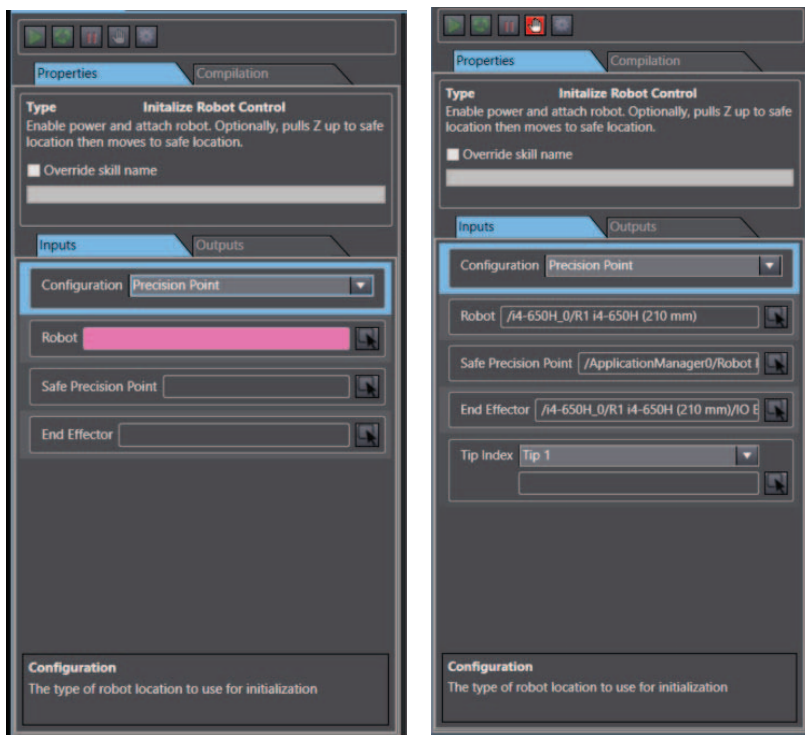 Properties
Compilation
Type Initalize Robot Control
Enable power and attach robot. Optionally, pulls Z up to safe
location then moves to safe location.
Override skill name
Inputs
Outputs
Configuration Precision Point
Robot
Safe Precision Point
End Effector
Configuration
The type of robot location to use for initialization
Properties
Compilation
Type Initalize Robot Control
Enable power and attach robot. Optionally, pulls Z up to safe
location then moves to safe location.
Override skill name
Inputs
Outputs
Configuration Precision Point
Robot /i4-650H_0/R1 i4-650H (210 mm)
Safe Precision Point /ApplicationManager0/Robot
End Effector /i4-650H_0/R1 i4-650H (210 mm)/IO E
Tip Index Tip 1
Configuration
The type of robot location to use for initialization